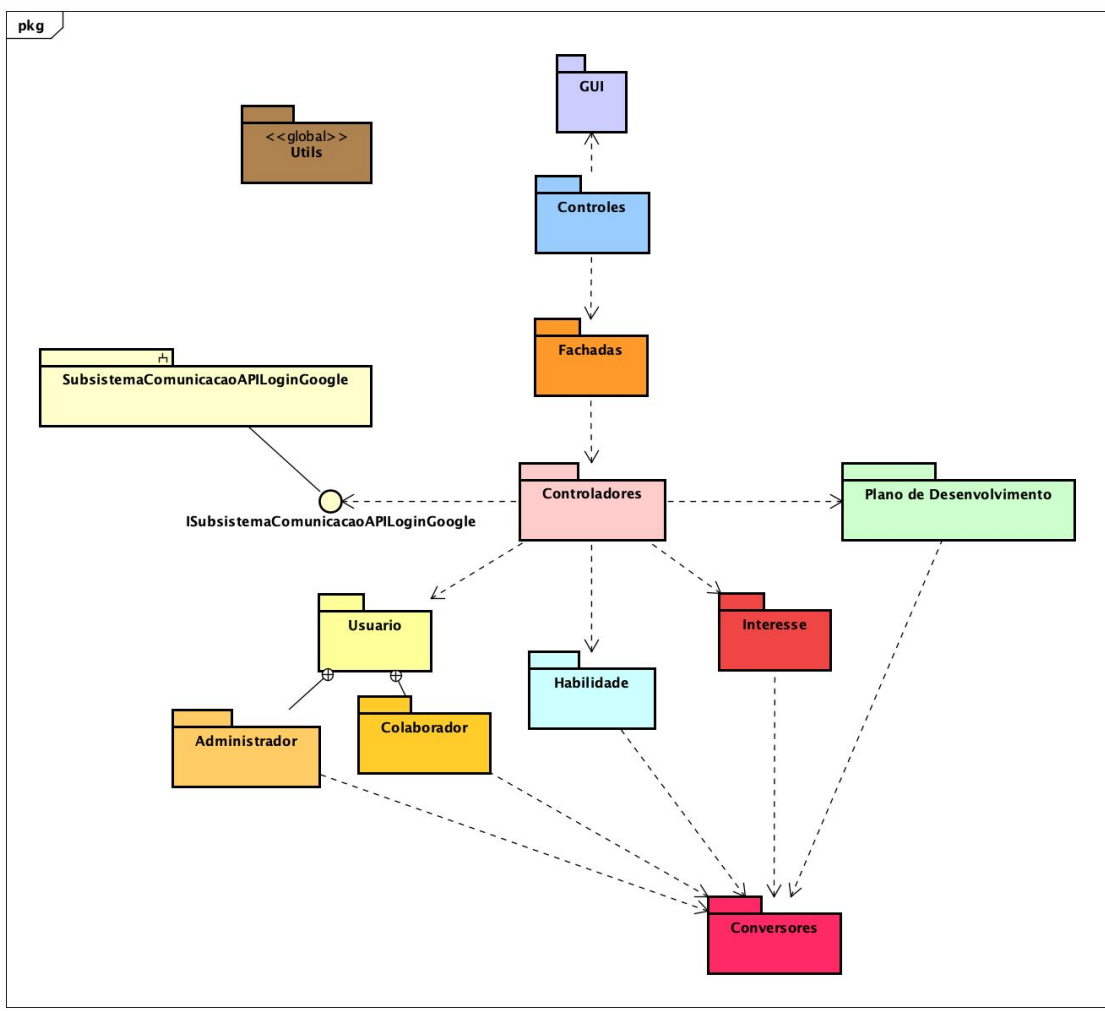 pkg
GUI
<<global>>
Utils
Controles
Fachadas
SubsistemaComunicacaoAPILoginGoogle
Controladores
Plano de Desenvolvimento
ISubsistemaComunicacaoAPILoginGoogle
Usuario
Interesse
Habilidade
Administrador
Colaborador
Conversores